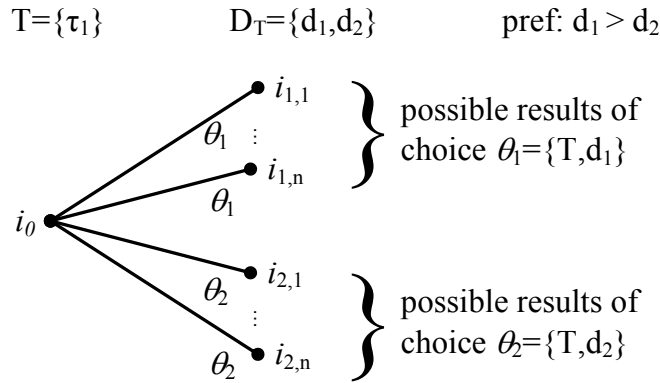 T={τ₁} D_T={d₁,d₂} pref: d₁ > d₂
i₁,₁
θ₁
⋮
possible results of
choice θ₁={T,d₁}
i₁,ₙ
θ₁
i₀
i₂,₁
θ₂
⋮
possible results of
choice θ₂={T,d₂}
i₂,ₙ
θ₂